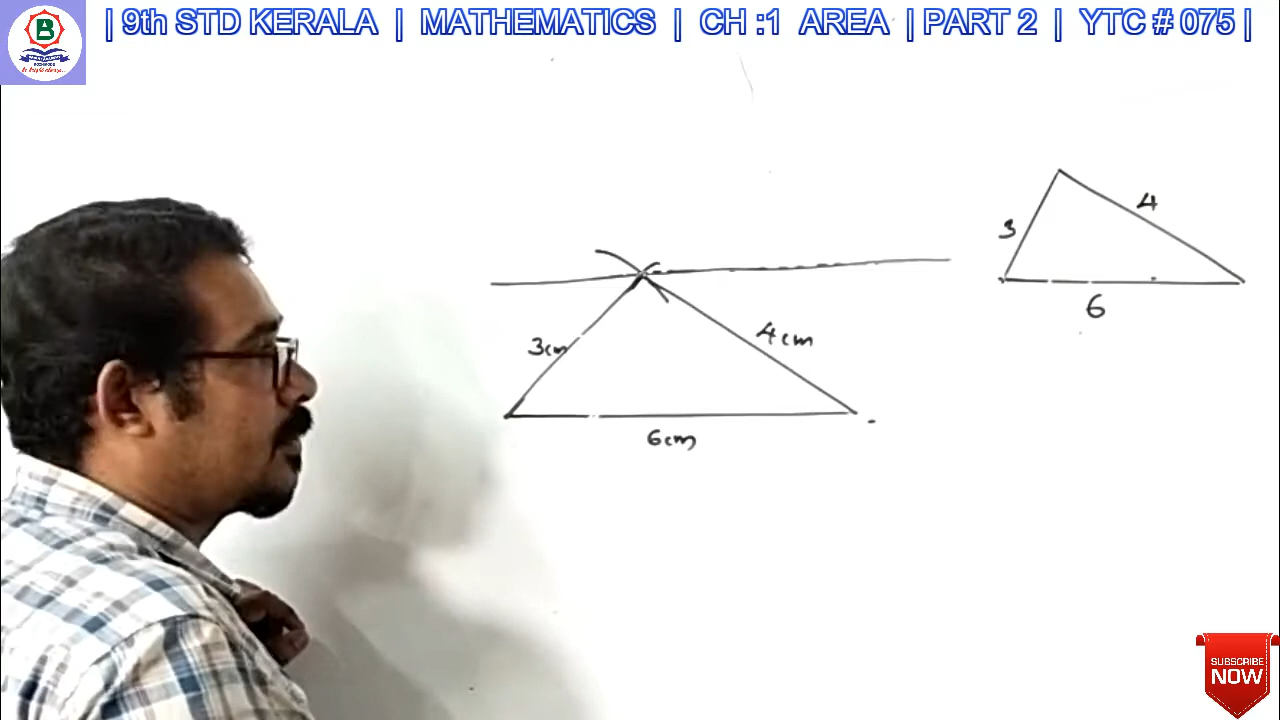 | 9th STD KERALA | MATHEMATICS | CH :1 AREA | PART 2 | YTC # 075 |
B
3
4
6
3cm
4cm
6cm
SUBSCRIBE
NOW